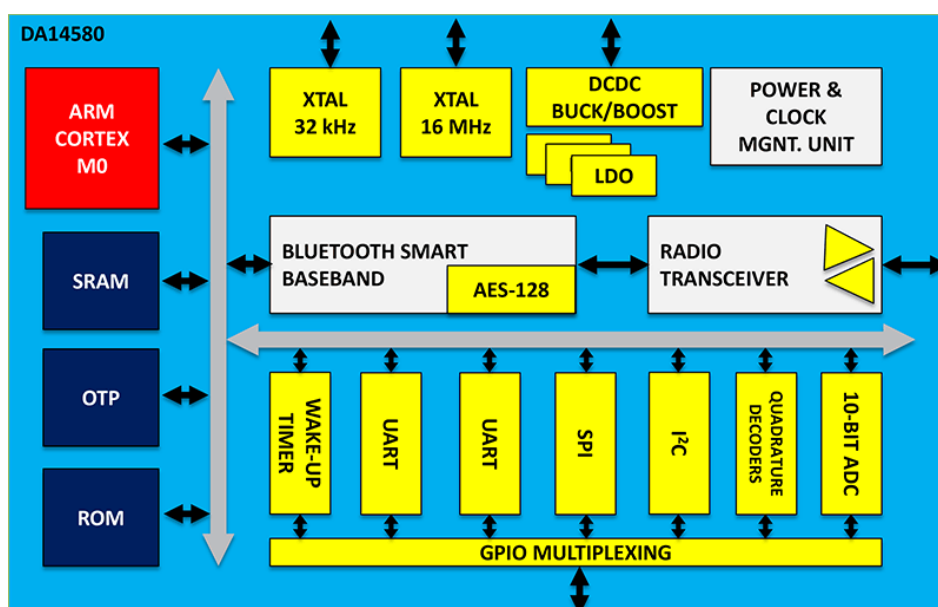 DA14580
ARM
CORTEX
M0
XTAL
32 kHz
XTAL
16 MHz
DCDC
BUCK/BOOST
LDO
POWER &
CLOCK
MGNT. UNIT
SRAM
BLUETOOTH SMART
BASEBAND
AES-128
RADIO
TRANSCEIVER
OTP
WAKE-UP
TIMER
UART
UART
SPI
I²C
QUADRATURE
DECODERS
10-BIT ADC
ROM
GPIO MULTIPLEXING